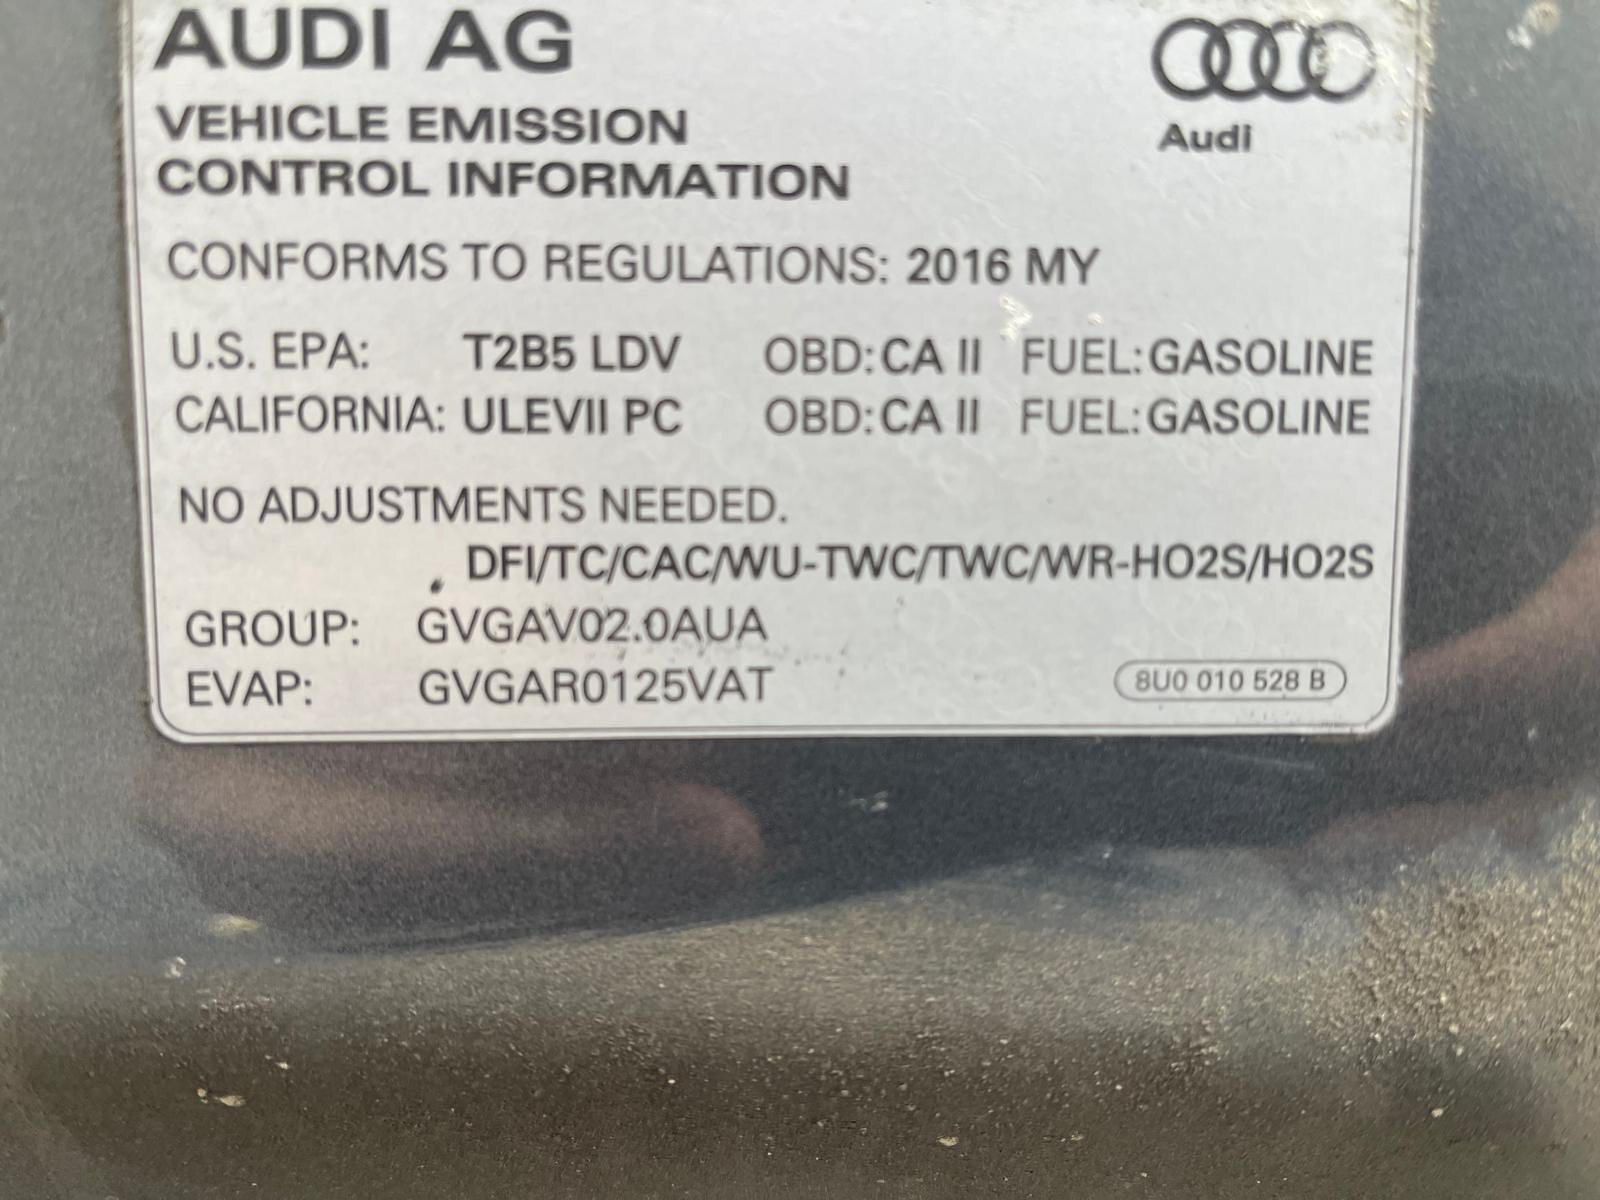 AUDI AG
Audi
VEHICLE EMISSION
CONTROL INFORMATION
CONFORMS TO REGULATIONS: 2016 MY
U.S. EPA: T2B5 LDV OBD: CA II FUEL: GASOLINE
CALIFORNIA: ULEVII PC OBD: CA II FUEL: GASOLINE
NO ADJUSTMENTS NEEDED.
DFI/TC/CAC/WU-TWC/TWC/WR-HO2S/HO2S
GROUP: GVGAV02.0AUA
EVAP: GVGAR0125VAT
8U0 010 528 B